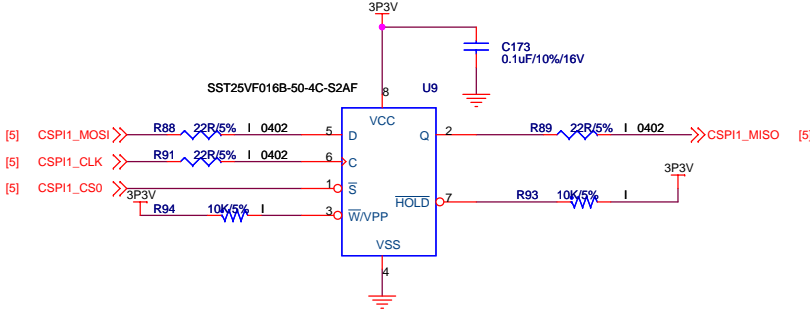 3P3V
C173
0.1uF/10%/16V
SST25VF016B-50-4C-S2AF U9
8
VCC
[5] CSPI1_MOSI R88 22R/5% I 0402 5 D Q 2 R89 22R/5% I 0402 CSPI1_MISO [5]
[5] CSPI1_CLK R91 22R/5% I 0402 6 C
[5] CSPI1_CS0 1 S
3P3V
3P3V
R94 10K/5% I 3 W/VPP HOLD 7 R93 10K/5% I
VSS
4